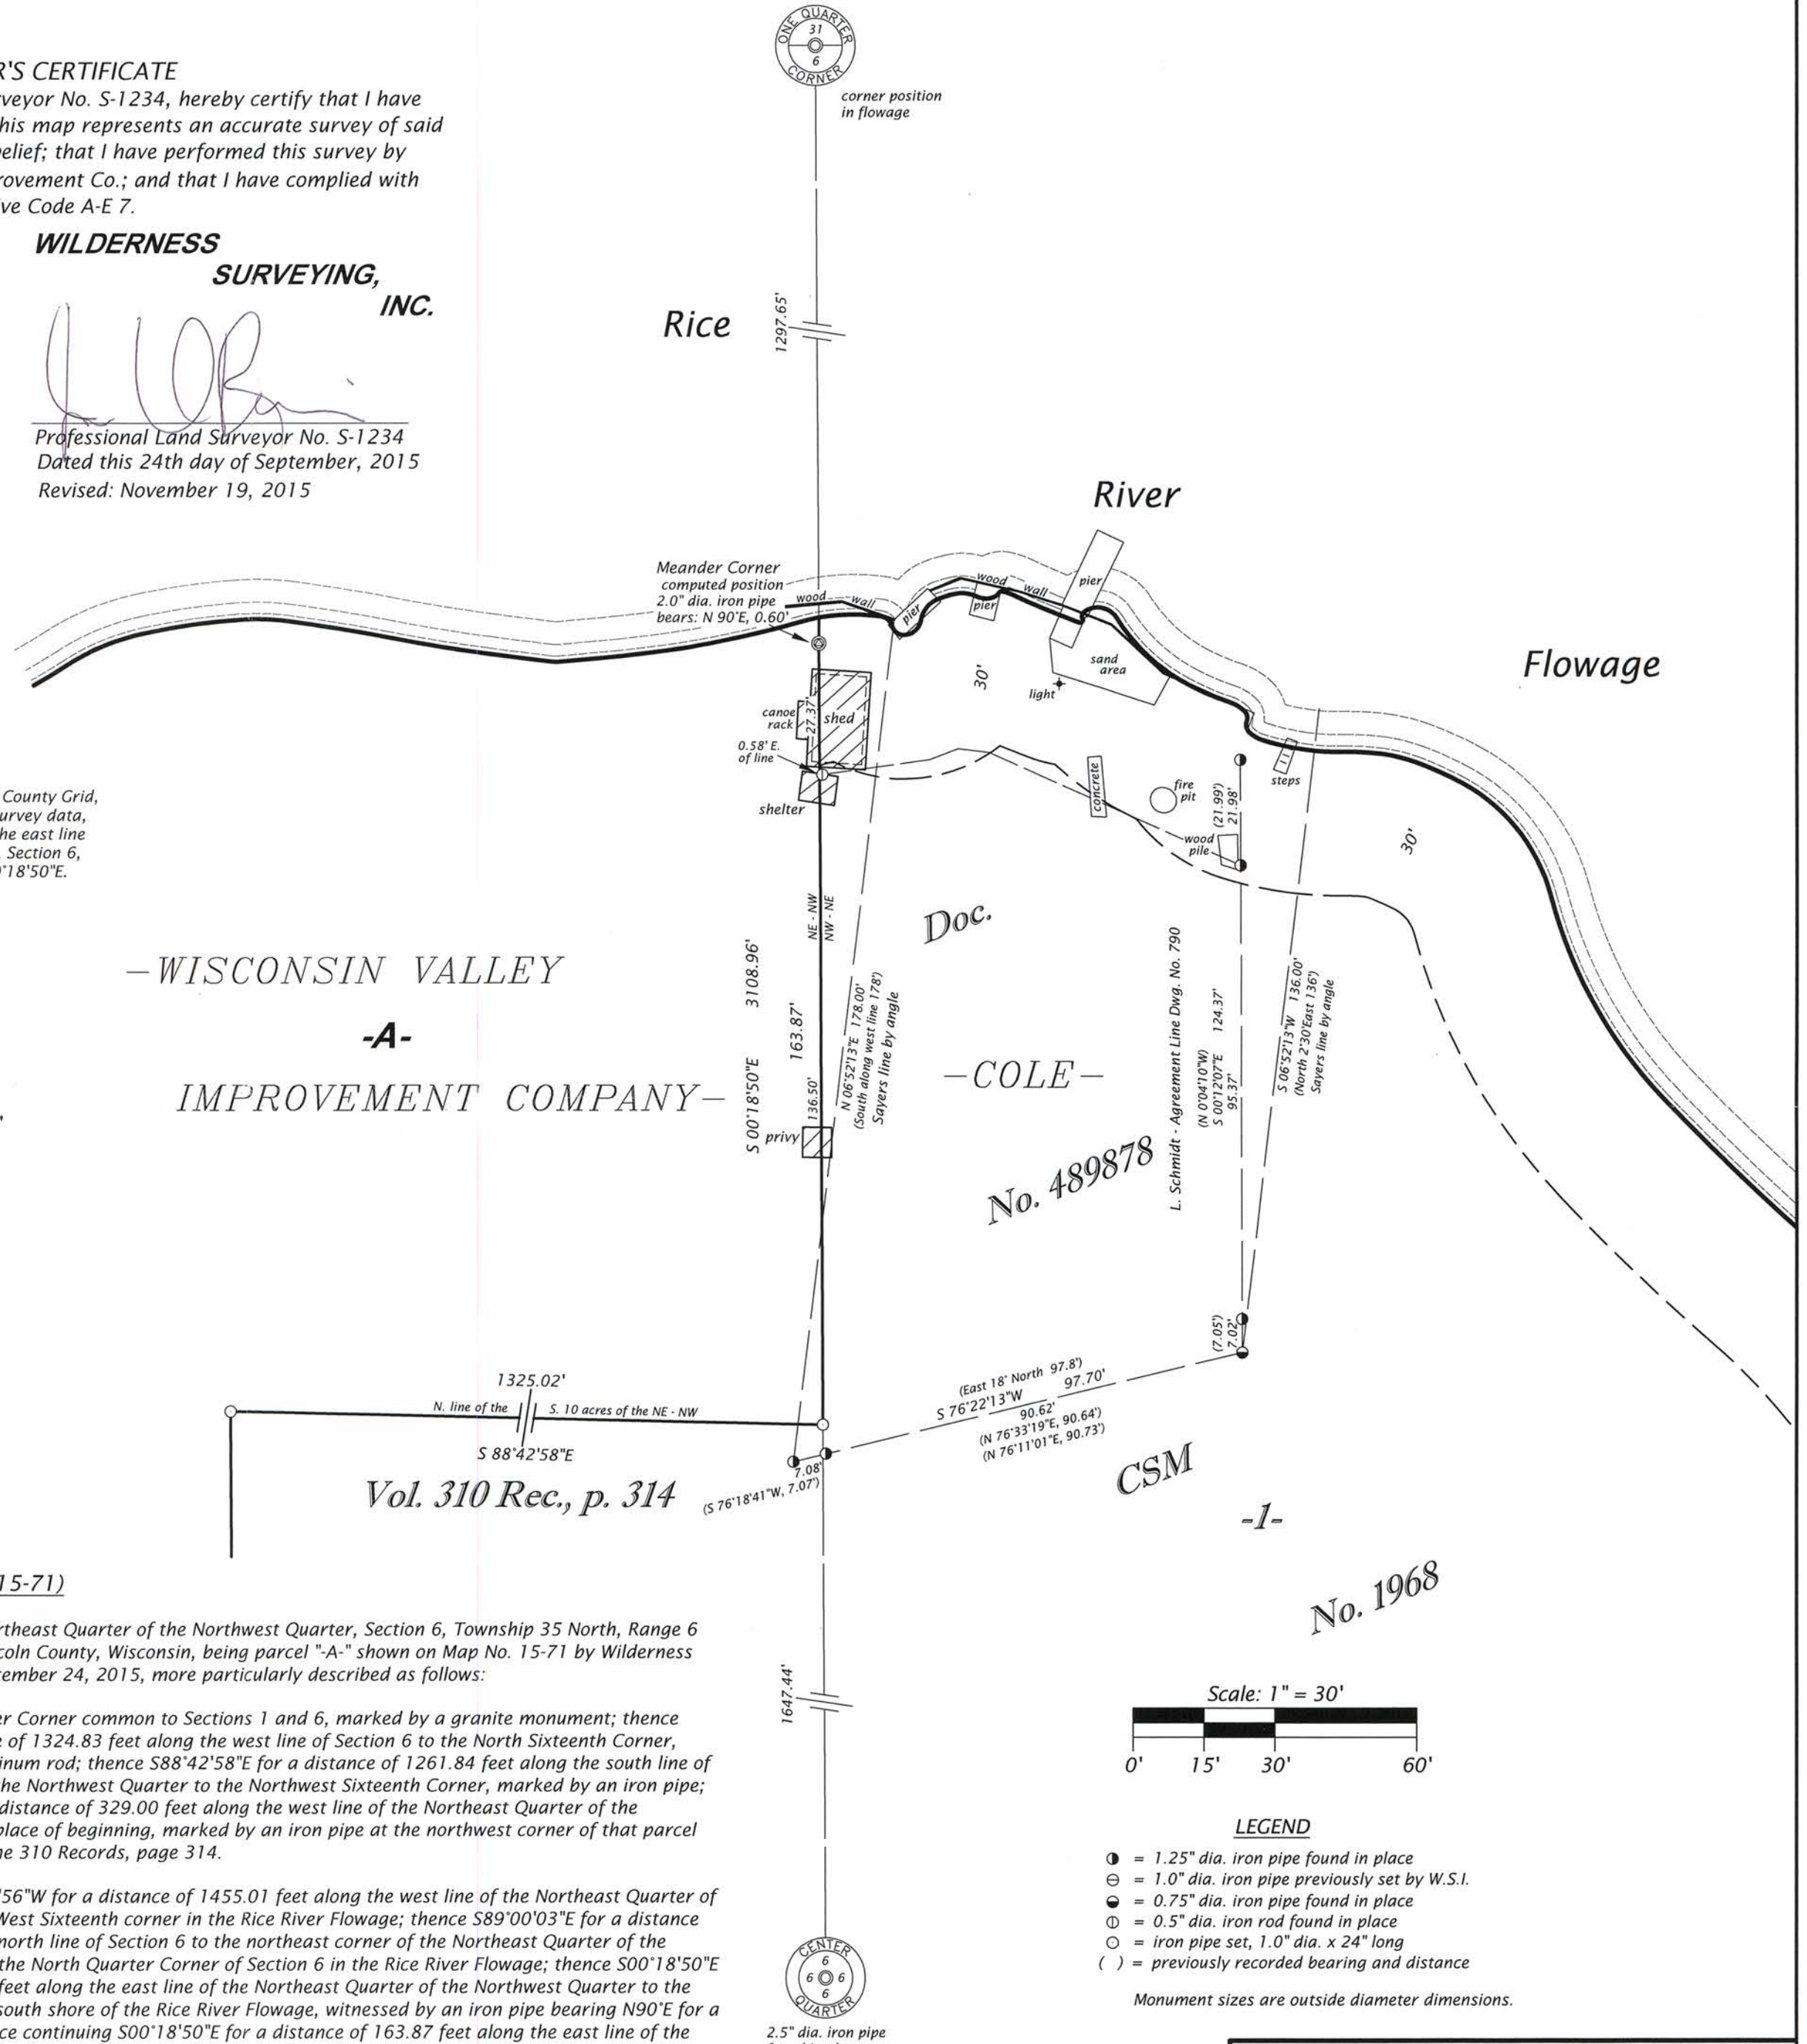 R'S CERTIFICATE
veyor No. S-1234, hereby certify that I have
his map represents an accurate survey of said
elief; that I have performed this survey by
rovement Co.; and that I have complied with
ive Code A-E 7.
WILDERNESS
SURVEYING,
INC.
Professional Land Surveyor No. S-1234
Dated this 24th day of September, 2015
Revised: November 19, 2015
ONE QUARTER
31
6
CORNER
corner position
in flowage
1297.65'
Rice
River
Flowage
Meander Corner
computed position
2.0" dia. iron pipe
bears: N 90°E, 0.60'
wood wall
pier
pier
wood wall
pier
sand
area
light
30'
canoe
rack
27.37'
shed
0.58' E.
of line
shelter
concrete
fire
pit
(21.99')
21.98'
wood
pile
steps
30'
County Grid,
urvey data,
he east line
Section 6,
°18'50"E.
NE - NW
NW - NE
Doc.
-WISCONSIN VALLEY
-A-
IMPROVEMENT COMPANY-
S 00°18'50"E 3108.96'
163.87'
136.50'
privy
N 06°52'13"E 178.00'
(South along west line 178')
Sayers line by angle
-COLE-
No. 489878
L. Schmidt - Agreement Line Dwg. No. 790
(N 0°04'10"W)
S 00°12'07"E 124.37'
95.37'
S 06°52'13"W 136.00'
(North 2°30'East 136')
Sayers line by angle
(7.05')
7.02'
1325.02'
N. line of the S. 10 acres of the NE - NW
S 88°42'58"E
(East 18° North 97.8')
S 76°22'13"W 97.70'
90.62'
(N 76°33'19"E, 90.64')
(N 76°11'01"E, 90.73')
7.08'
(S 76°18'41"W, 7.07')
Vol. 310 Rec., p. 314
CSM
-1-
No. 1968
15-71)
rtheast Quarter of the Northwest Quarter, Section 6, Township 35 North, Range 6
coln County, Wisconsin, being parcel "-A-" shown on Map No. 15-71 by Wilderness
tember 24, 2015, more particularly described as follows:
er Corner common to Sections 1 and 6, marked by a granite monument; thence
e of 1324.83 feet along the west line of Section 6 to the North Sixteenth Corner,
inum rod; thence S88°42'58"E for a distance of 1261.84 feet along the south line of
he Northwest Quarter to the Northwest Sixteenth Corner, marked by an iron pipe;
distance of 329.00 feet along the west line of the Northeast Quarter of the
place of beginning, marked by an iron pipe at the northwest corner of that parcel
ne 310 Records, page 314.
'56"W for a distance of 1455.01 feet along the west line of the Northeast Quarter of
West Sixteenth corner in the Rice River Flowage; thence S89°00'03"E for a distance
north line of Section 6 to the northeast corner of the Northeast Quarter of the
the North Quarter Corner of Section 6 in the Rice River Flowage; thence S00°18'50"E
feet along the east line of the Northeast Quarter of the Northwest Quarter to the
south shore of the Rice River Flowage, witnessed by an iron pipe bearing N90°E for a
ce continuing S00°18'50"E for a distance of 163.87 feet along the east line of the
1647.44'
CENTER
6
6 6
6
QUARTER
2.5" dia. iron pipe
Scale: 1" = 30'
0' 15' 30' 60'
LEGEND
= 1.25" dia. iron pipe found in place
= 1.0" dia. iron pipe previously set by W.S.I.
= 0.75" dia. iron pipe found in place
= 0.5" dia. iron rod found in place
= iron pipe set, 1.0" dia. x 24" long
( ) = previously recorded bearing and distance
Monument sizes are outside diameter dimensions.